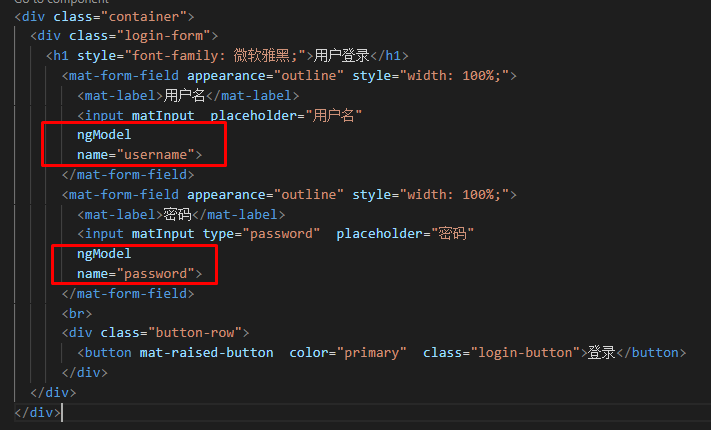 Go to component
<div class="container">
<div class="login-form">
<h1 style="font-family: 微软雅黑;">用户登录</h1>
<mat-form-field appearance="outline" style="width: 100%;">
<mat-label>用户名</mat-label>
<input matInput  placeholder="用户名"
ngModel
name="username">
</mat-form-field>
<mat-form-field appearance="outline" style="width: 100%;">
<mat-label>密码</mat-label>
<input matInput type="password"  placeholder="密码"
ngModel
name="password">
</mat-form-field>
<br>
<div class="button-row">
<button mat-raised-button  color="primary"  class="login-button">登录</button>
</div>
</div>
</div>